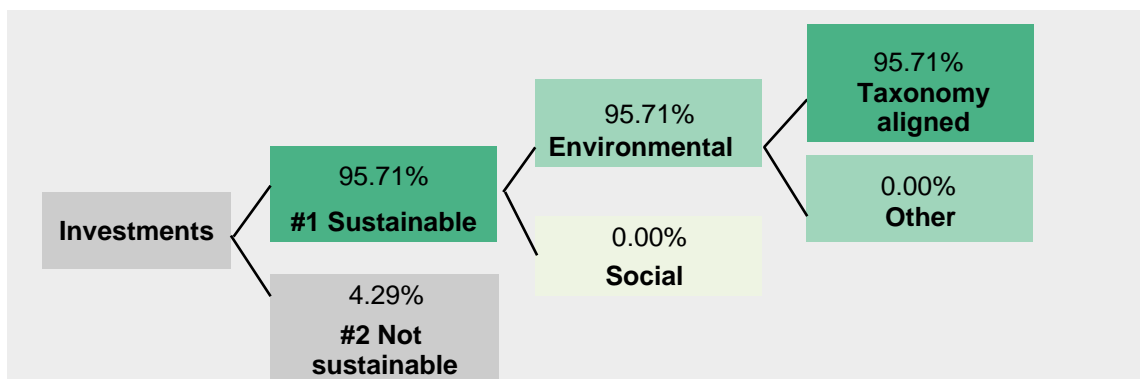 Investments
95.71%
#1 Sustainable
4.29%
#2 Not
sustainable
95.71%
Environmental
0.00%
Social
95.71%
Taxonomy
aligned
0.00%
Other